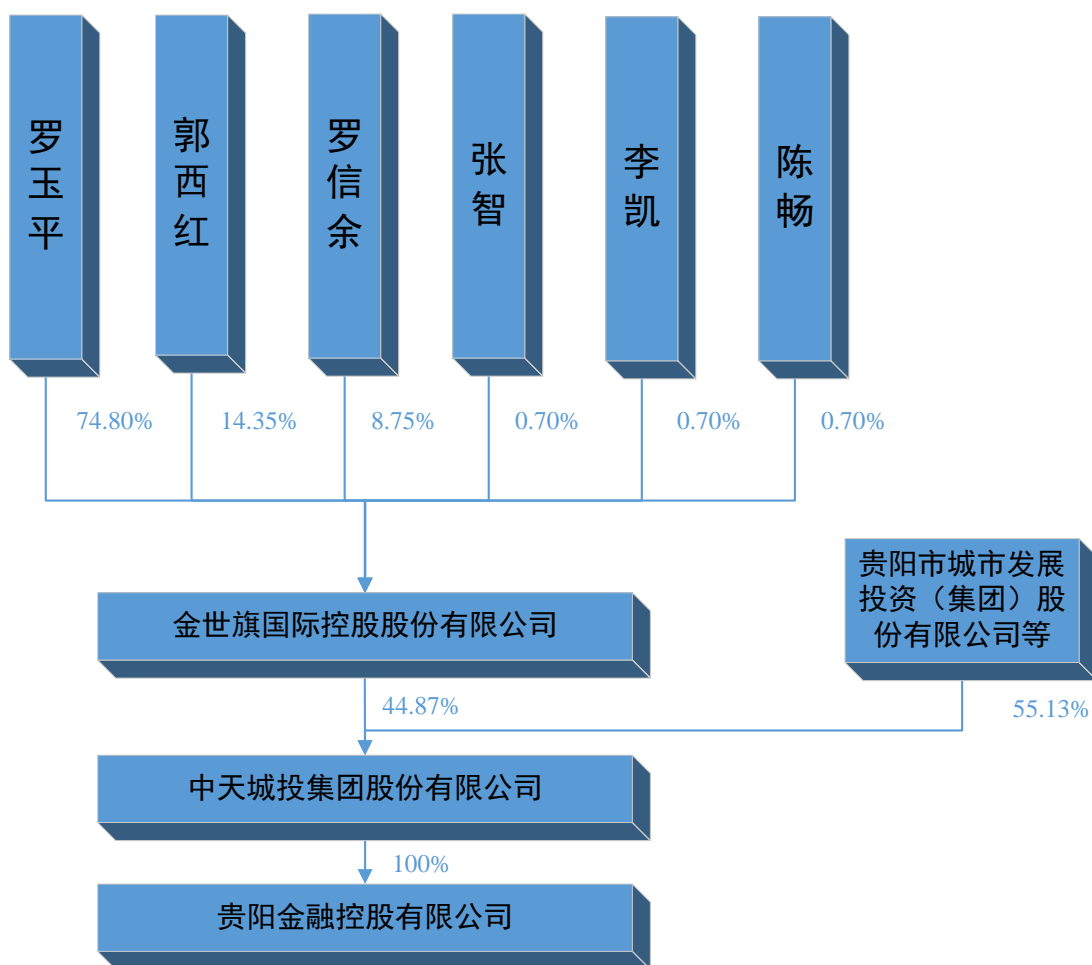 罗玉平
郭西红
罗信余
张智
李凯
陈畅
74.80%
14.35%
8.75%
0.70%
0.70%
0.70%
贵阳市城市发展
投资（集团）股
份有限公司等
金世旗国际控股股份有限公司
44.87%
55.13%
中天城投集团股份有限公司
100%
贵阳金融控股有限公司